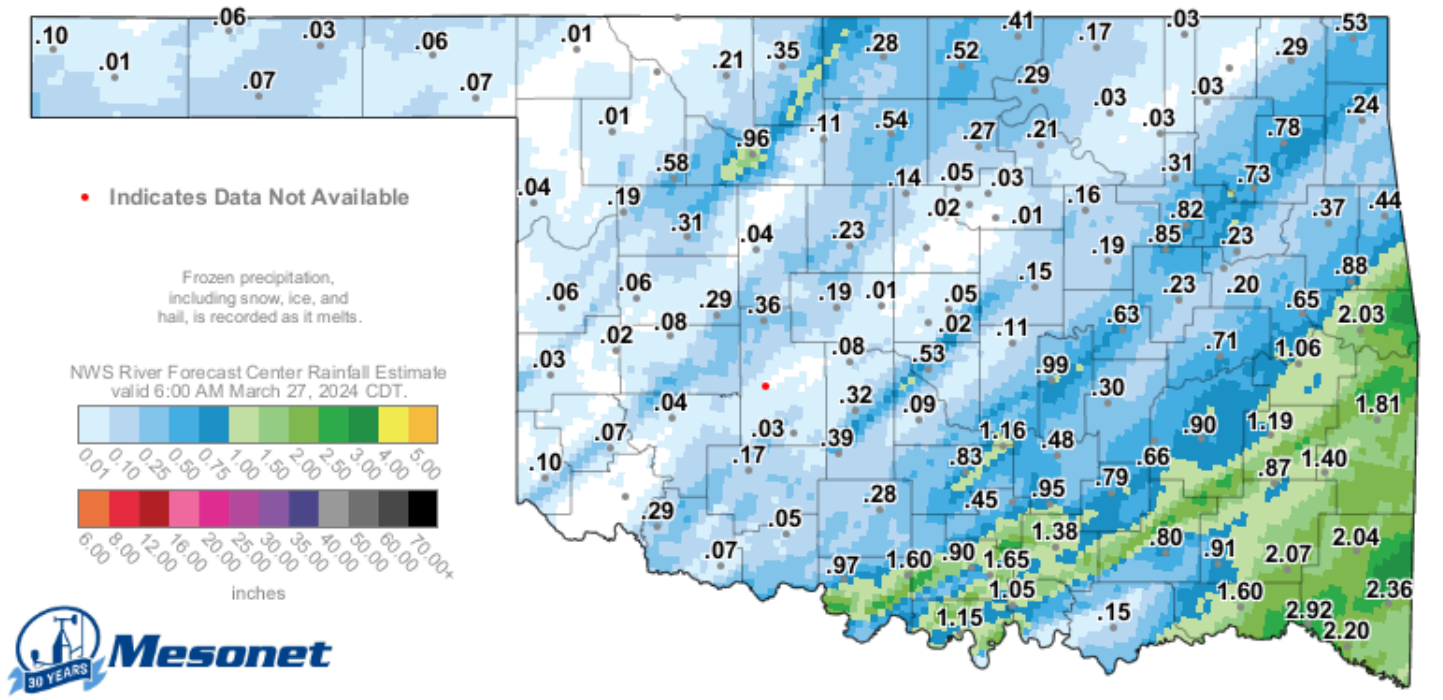 .10 .06 .03 .06 .01 .41 .17 .03 .53
.01 .07 .07 .21 .35 .28 .52 .29 .29
.01 .11 .54 .27 .21 .03 .03 .03 .24
.96 .78
.58 .14 .05 .03 .31 .73
.04 .19 .02 .01 .16 .82 .37 .44
.31 .04 .23 .19 .85 .23
Indicates Data Not Available
.15 .88
Frozen precipitation,
including snow, ice, and
hail, is recorded as it melts.
.06 .06 .29 .36 .19 .01 .05 .23 .20 .65
.02 .08 .02 .11 .63 2.03
.03 .08 .53 .99 .71 1.06
NWS River Forecast Center Rainfall Estimate
valid 6:00 AM March 27, 2024 CDT.
.04 .32 .09 .30 1.81
.07 .03 .39 1.16 .48 .90 1.19
0.01 0.10 0.25 0.50 0.75 1.00 1.50 2.00 2.50 3.00 4.00 5.00
.10 .17 .83 .66 .87 1.40
.28 .45 .95 .79
.29 .05 1.38 .80 2.04
6.00 8.00 12.00 16.00 20.00 25.00 30.00 35.00 40.00 50.00 60.00 70.00+
.07 .97 1.60 .90 1.65 .91 2.07
inches
1.05 1.60 2.36
1.15 .15 2.92
2.20
30 YEARS
Mesonet